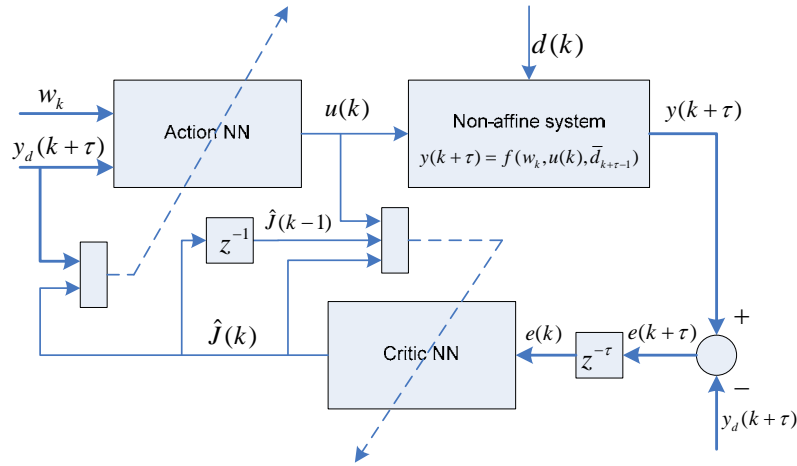 d(k)
w_k
Action NN
u(k)
Non-affine system
y(k+τ)
y_d(k+τ)
y(k+τ) = f(w_k, u(k), d̅_{k+τ−1})
z^{-1}
Ĵ(k−1)
Ĵ(k)
Critic NN
e(k)
z^{-τ}
e(k+τ)
+
−
y_d(k+τ)